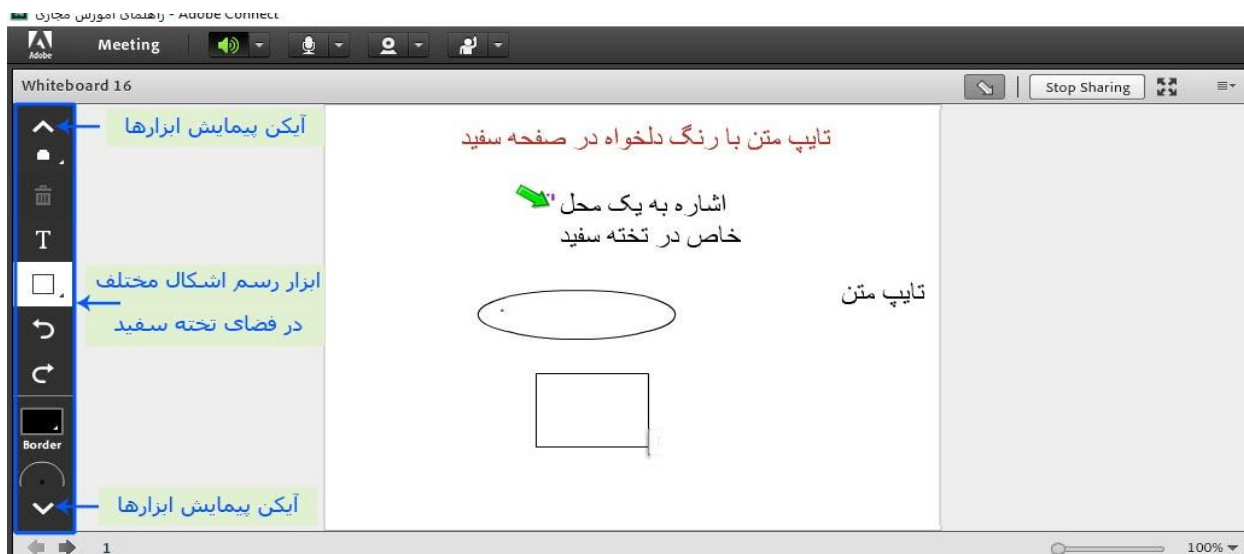 راهنمای آموزش مجازی - Adobe Connect
Adobe
Meeting
Whiteboard 16
Stop Sharing
آیکن پیمایش ابزارها
تایپ متن با رنگ دلخواه در صفحه سفید
اشاره به یک محل
خاص در تخته سفید
T
ابزار رسم اشکال مختلف
در فضای تخته سفید
تایپ متن
Border
آیکن پیمایش ابزارها
1
100%